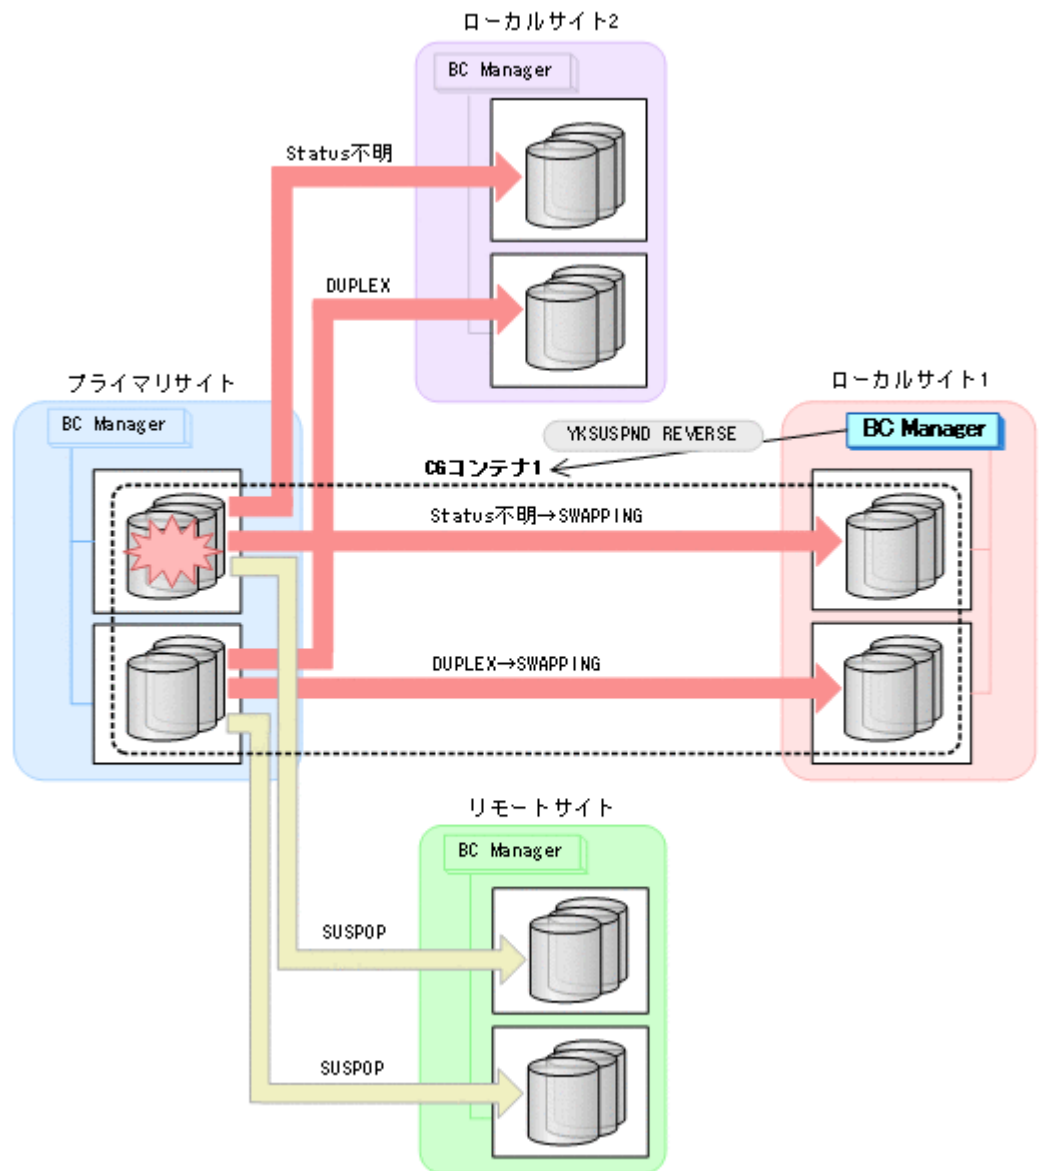 ローカルサイト2
BC Manager
Status不明
DUPLEX
プライマリサイト
ローカルサイト1
BC Manager
BC Manager
YKSUSPND REVERSE
CGコンテナ1
Status不明→SWAPPING
DUPLEX→SWAPPING
リモートサイト
BC Manager
SUSPOP
SUSPOP